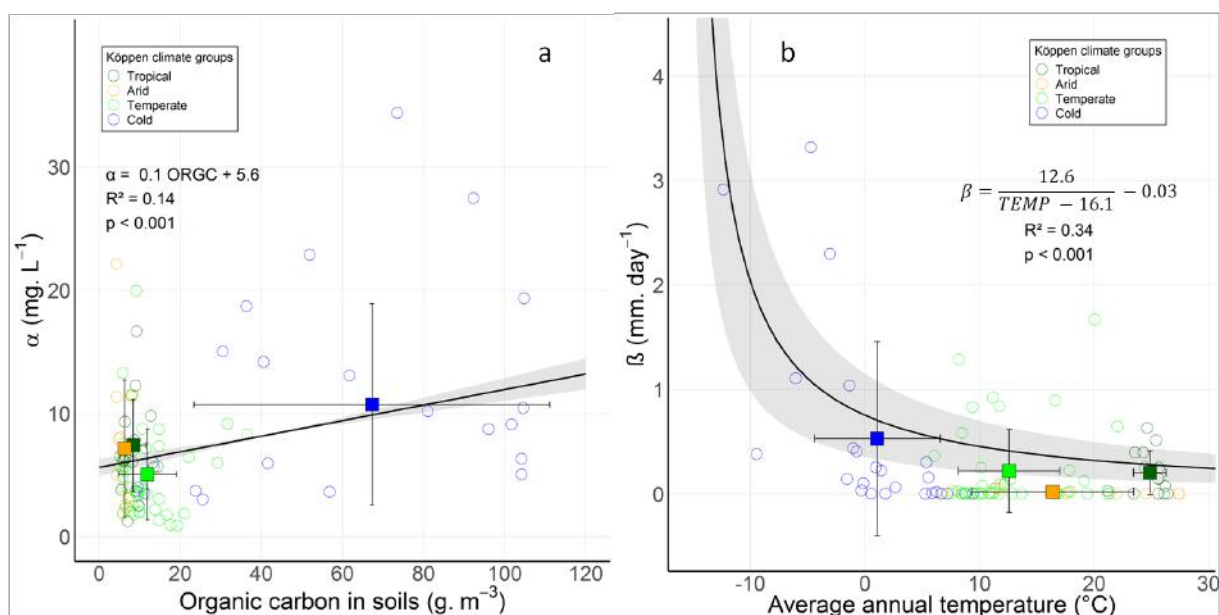 a
Köppen climate groups
Tropical
Arid
Temperate
Cold
α = 0.1 ORGC + 5.6
R² = 0.14
p < 0.001
α (mg. L⁻¹)
30
20
10
0
0 20 40 60 80 100 120
Organic carbon in soils (g. m⁻³)
b
Köppen climate groups
Tropical
Arid
Temperate
Cold
β = 12.6 / (TEMP − 16.1) − 0.03
R² = 0.34
p < 0.001
ß (mm. day⁻¹)
4
3
2
1
0
-10 0 10 20 30
Average annual temperature (°C)